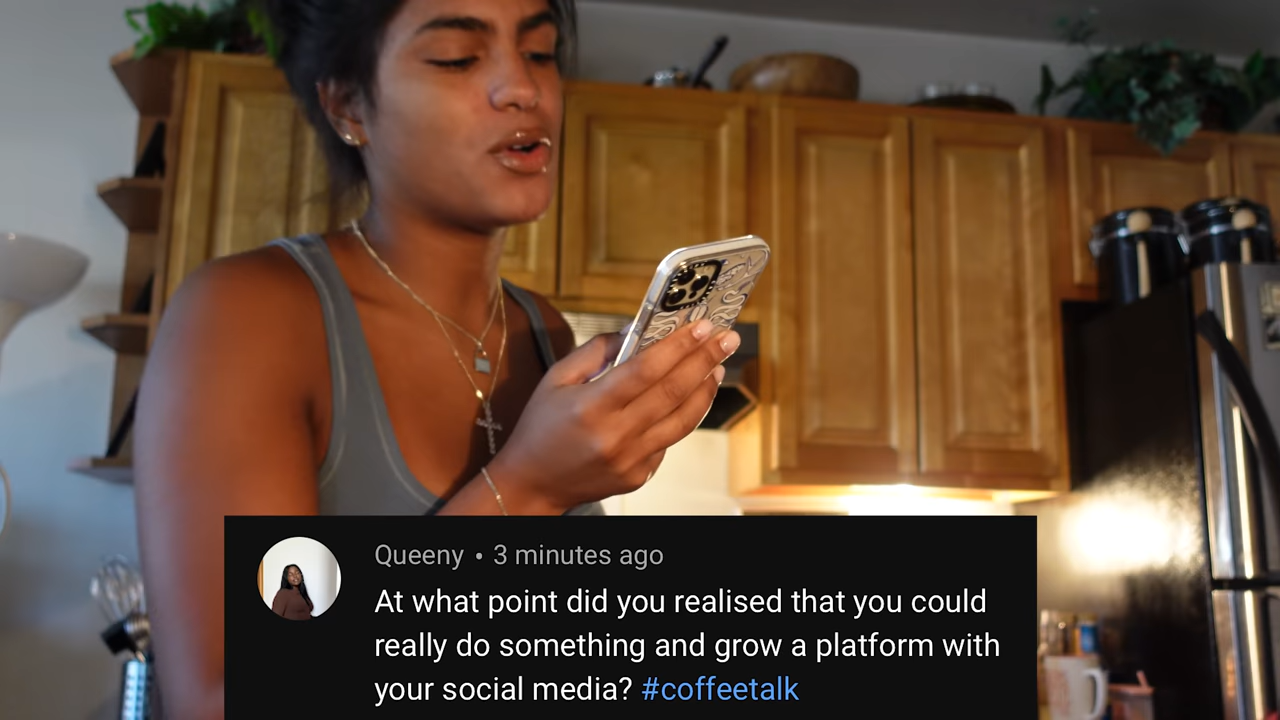 Queeny • 3 minutes ago
At what point did you realised that you could
really do something and grow a platform with
your social media? #coffeetalk